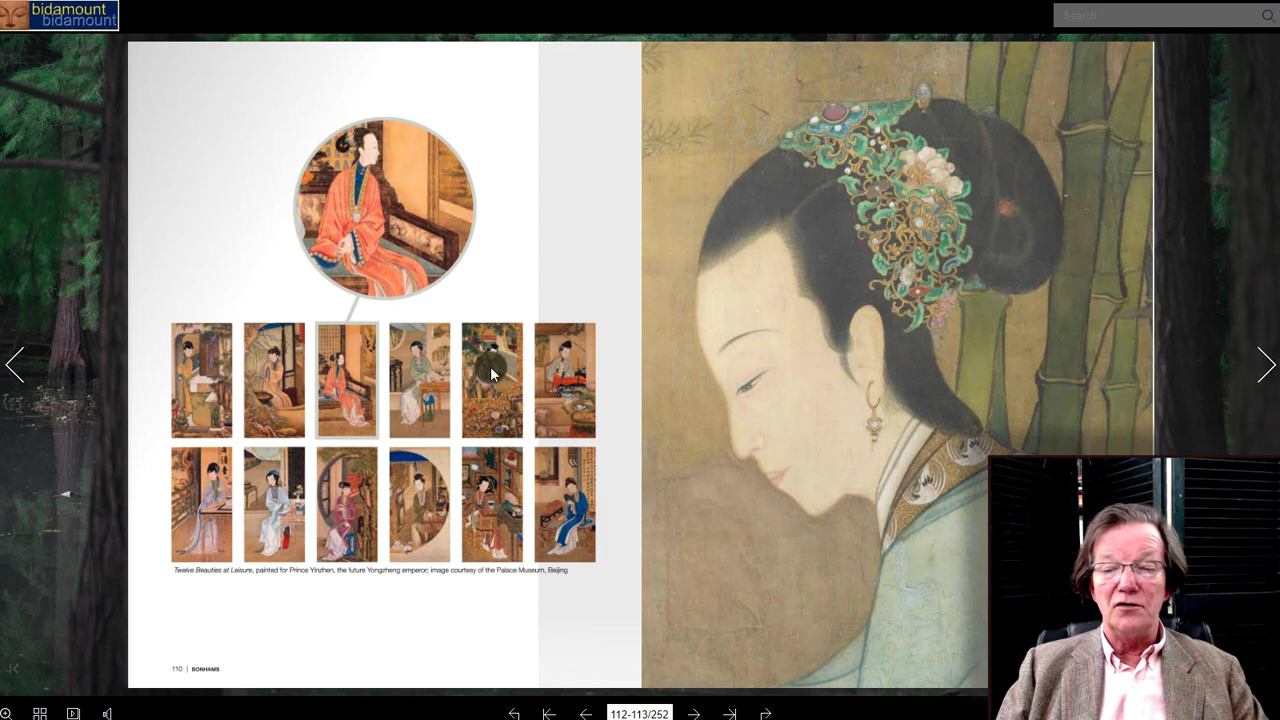 bidamount
bidamount
Search
Twelve Beauties at Leisure, painted for Prince Yinzhen, the future Yongzheng emperor; image courtesy of the Palace Museum, Beijing
110 | BONHAMS
112-113/252